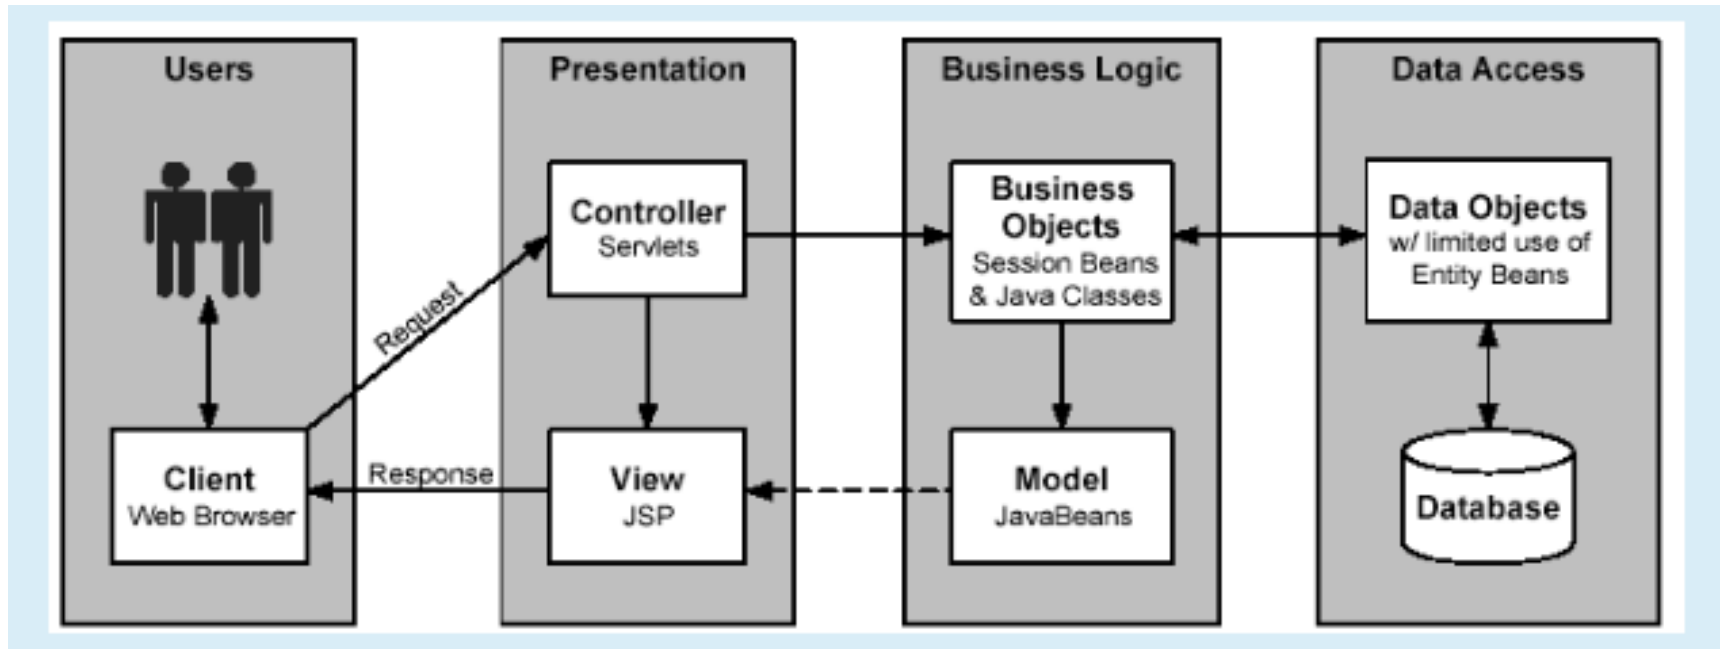 Users
Presentation
Business Logic
Data Access
Controller
Servlets
Business
Objects
Session Beans
& Java Classes
Data Objects
w/ limited use of
Entity Beans
Request
Client
Web Browser
Response
View
JSP
Model
JavaBeans
Database